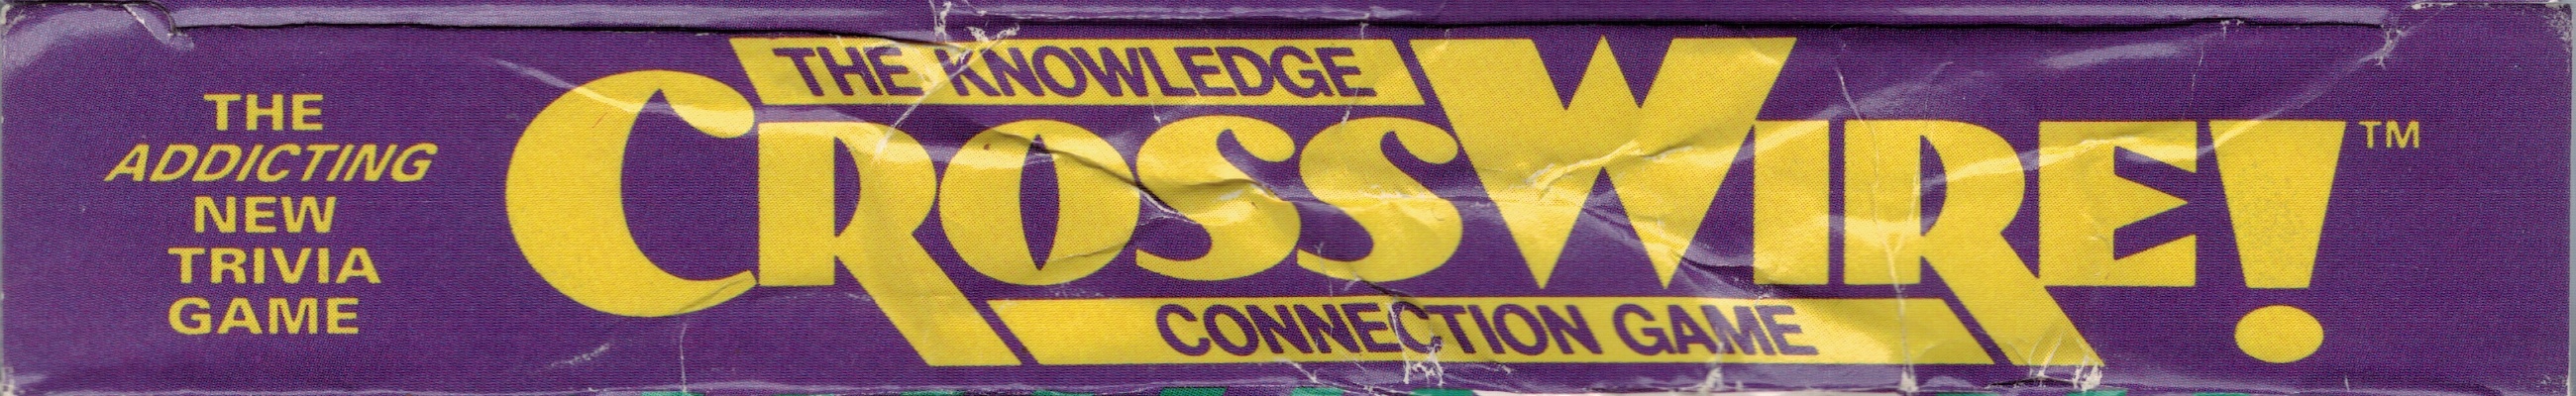 THE
ADDICTING
NEW
TRIVIA
GAME
THE KNOWLEDGE
CROSSWIRE!™
CONNECTION GAME